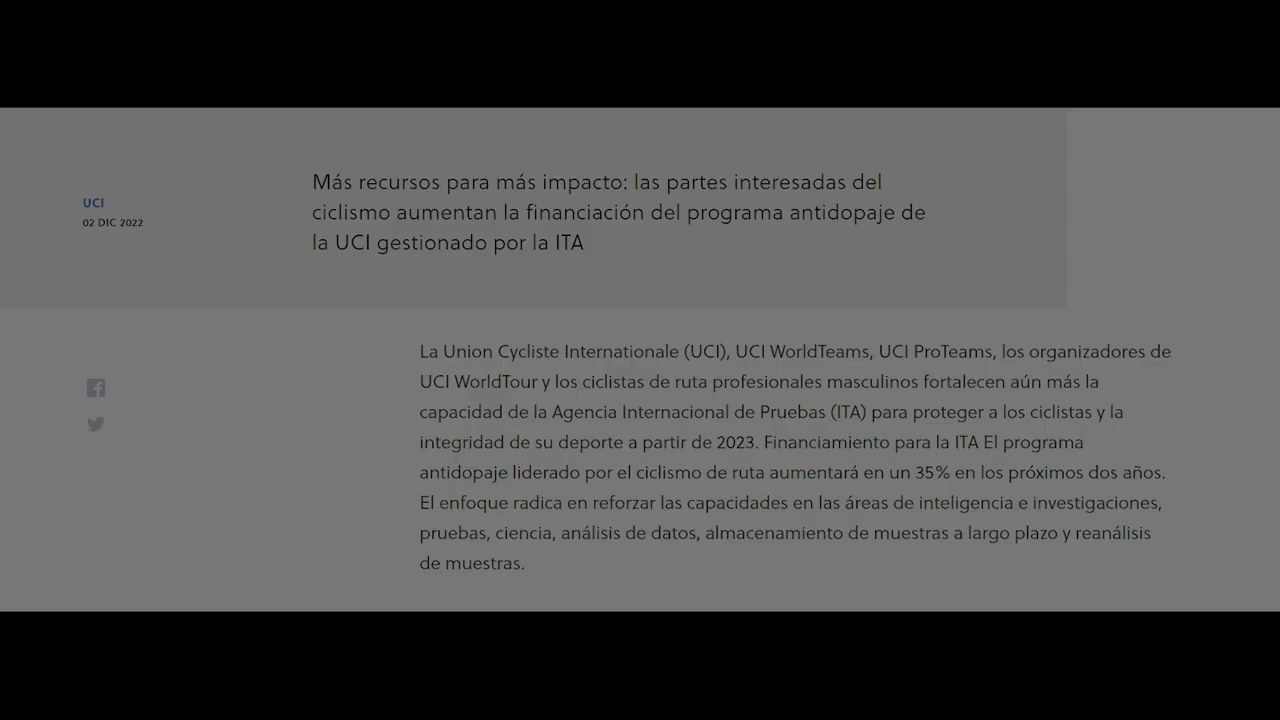 UCI
02 DIC 2022
Más recursos para más impacto: las partes interesadas del
ciclismo aumentan la financiación del programa antidopaje de
la UCI gestionado por la ITA
La Union Cycliste Internationale (UCI), UCI WorldTeams, UCI ProTeams, los organizadores de
UCI WorldTour y los ciclistas de ruta profesionales masculinos fortalecen aún más la
capacidad de la Agencia Internacional de Pruebas (ITA) para proteger a los ciclistas y la
integridad de su deporte a partir de 2023. Financiamiento para la ITA El programa
antidopaje liderado por el ciclismo de ruta aumentará en un 35% en los próximos dos años.
El enfoque radica en reforzar las capacidades en las áreas de inteligencia e investigaciones,
pruebas, ciencia, análisis de datos, almacenamiento de muestras a largo plazo y reanálisis
de muestras.